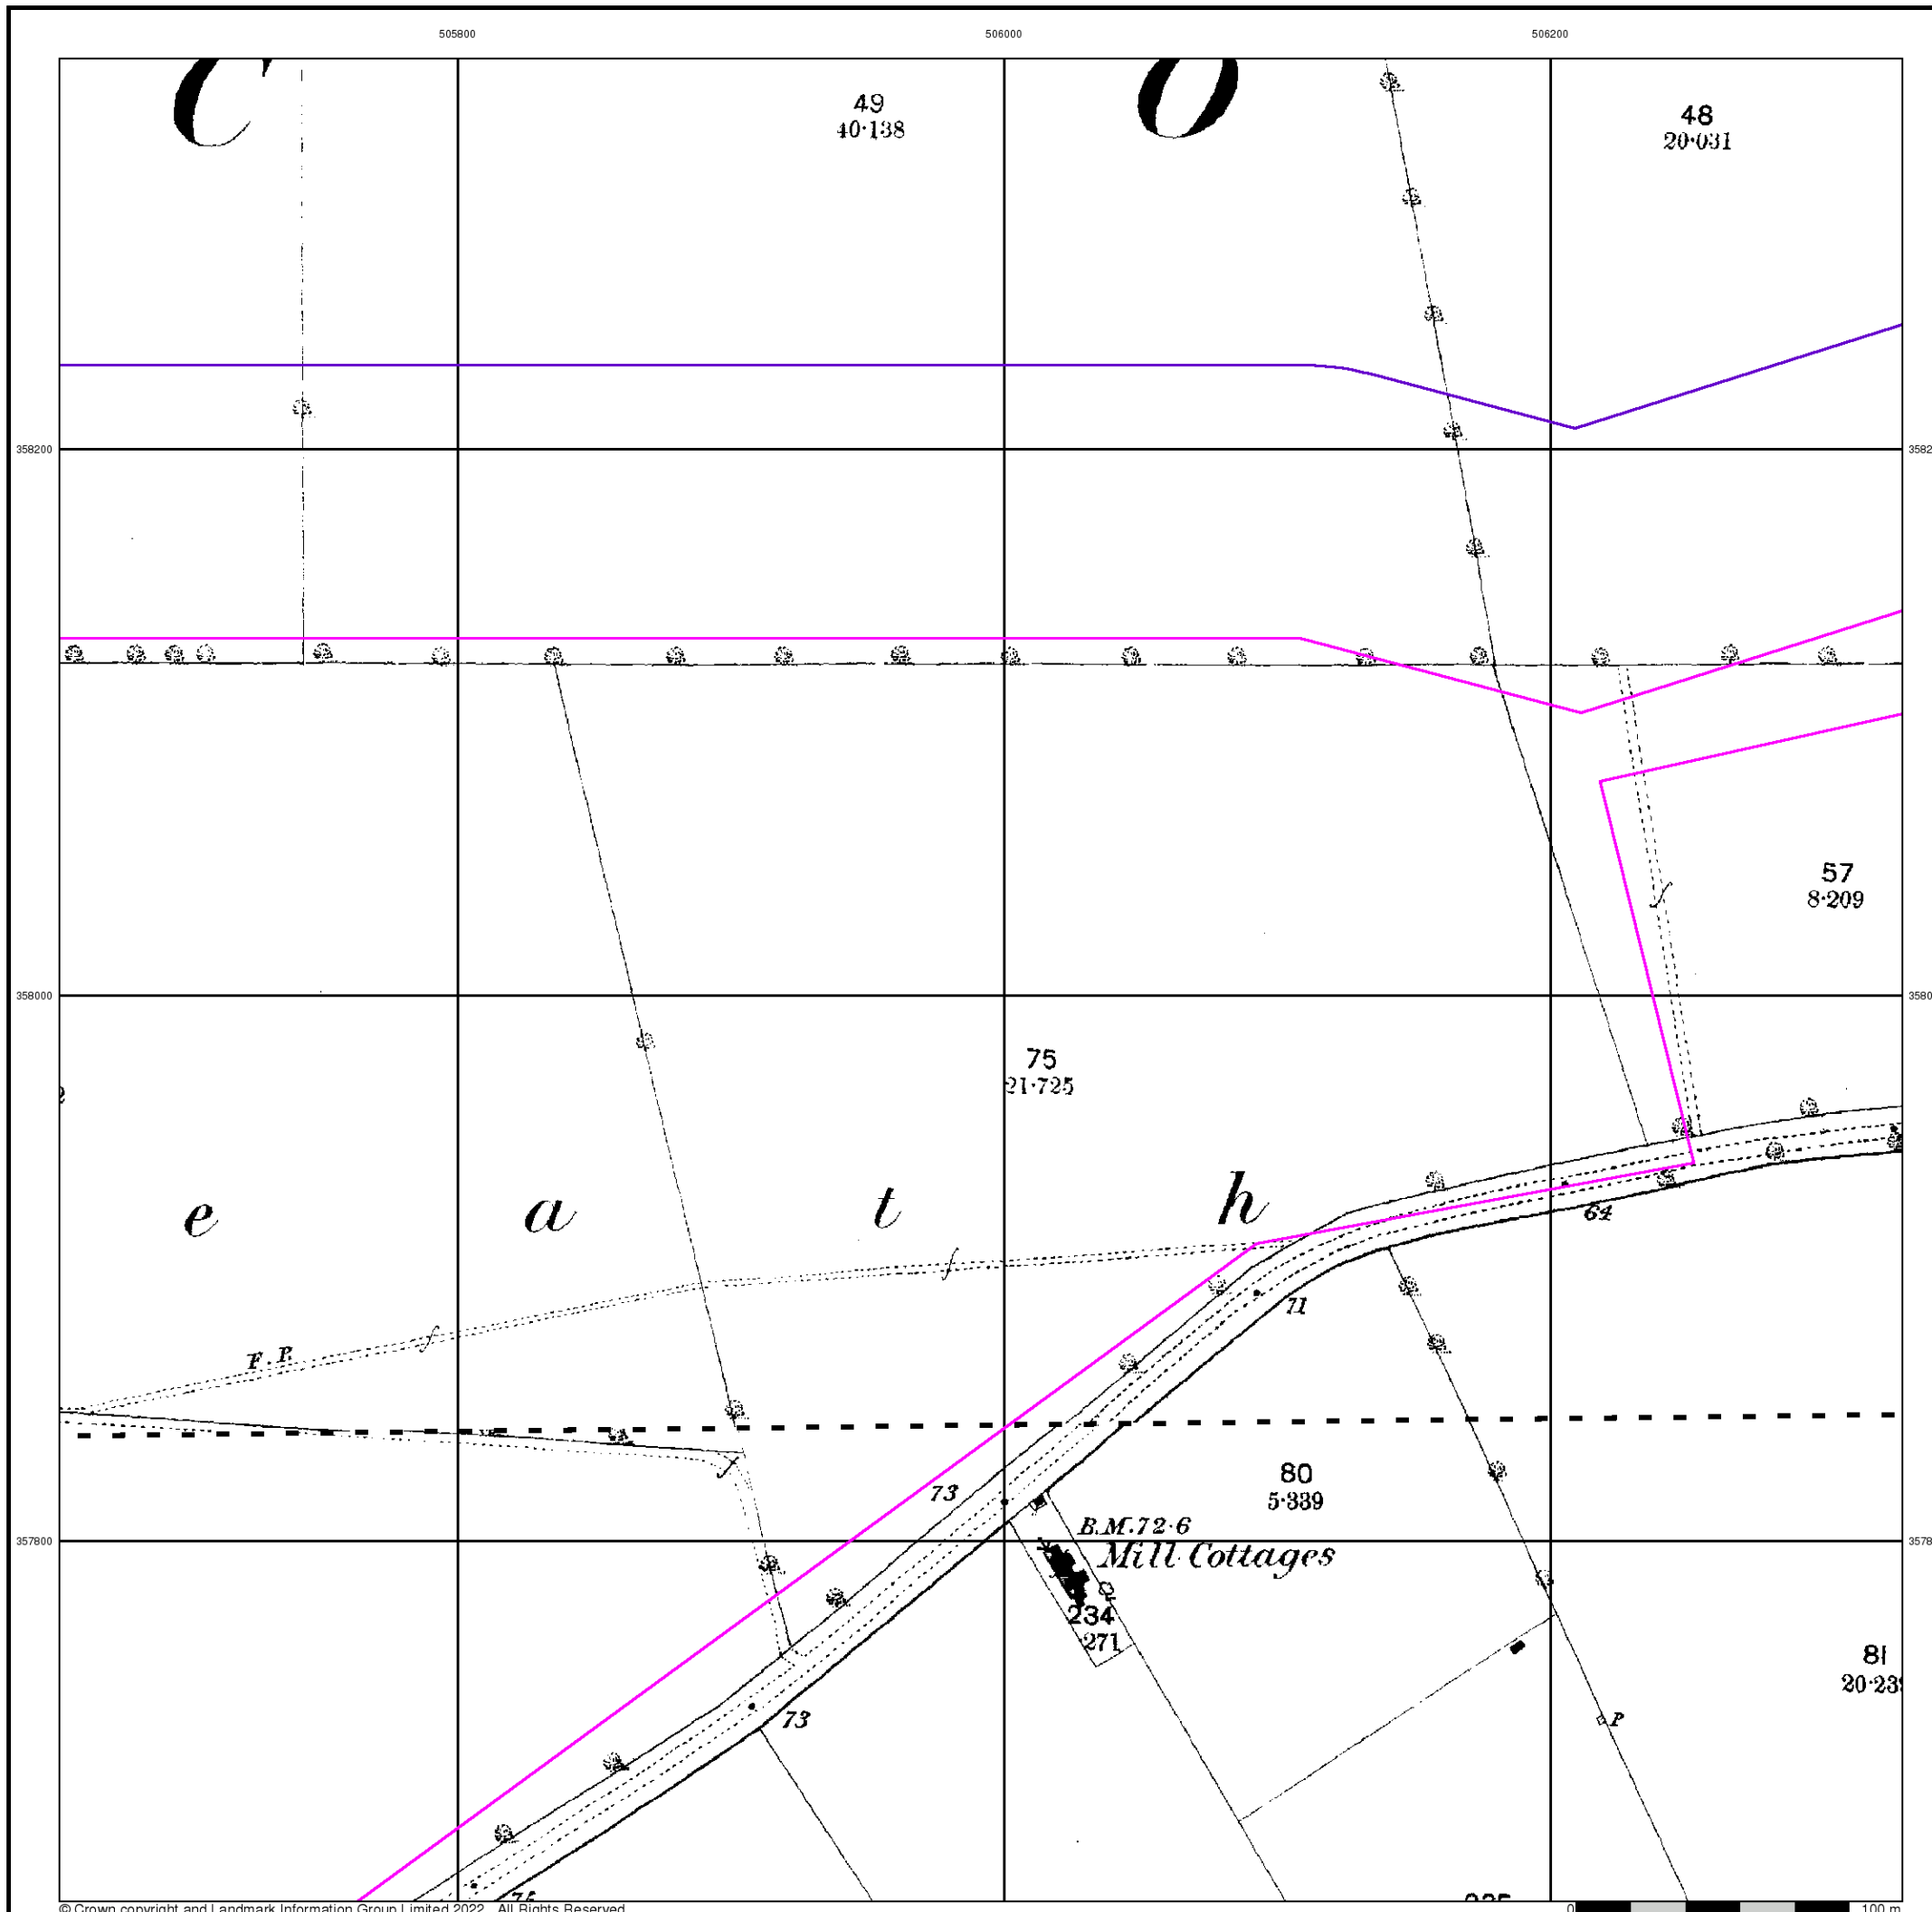 505800 506000 506200
C O
49
40·138
48
20·031
358200
57
8·209
358000
75
21·725
e a t h
64
71
F. P.
73
80
5·339
B.M.72·6
Mill Cottages
357800
234
·271
81
73
P
© Crown copyright and Landmark Information Group Limited 2022. All Rights Reserved.
0 100 m